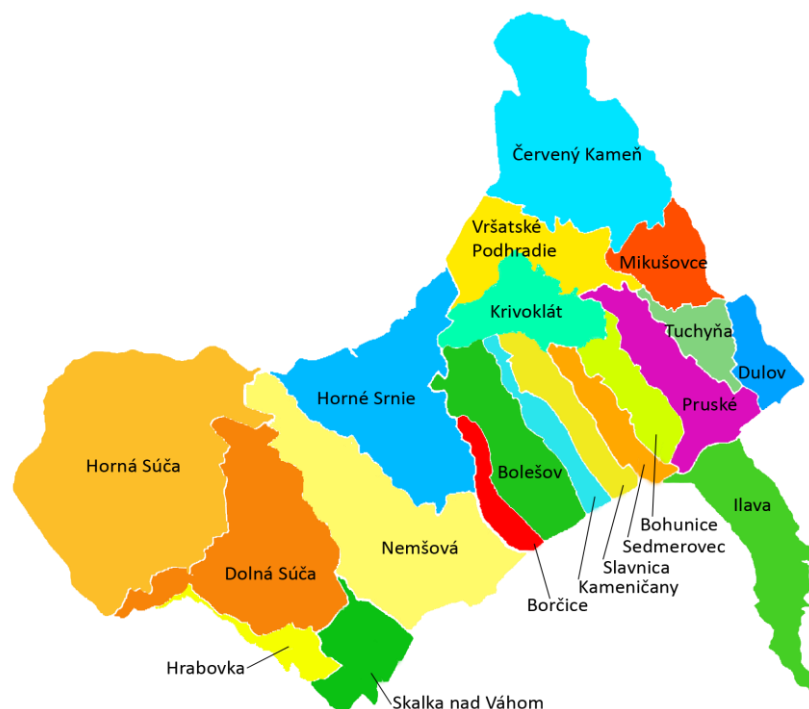 Červený Kameň
Vršatské
Podhradie
Mikušovce
Krivoklát
Tuchyňa
Dulov
Horné Srnie
Pruské
Horná Súča
Bolešov
Ilava
Bohunice
Nemšová
Sedmerovec
Slavnica
Dolná Súča
Kameničany
Borčice
Hrabovka
Skalka nad Váhom